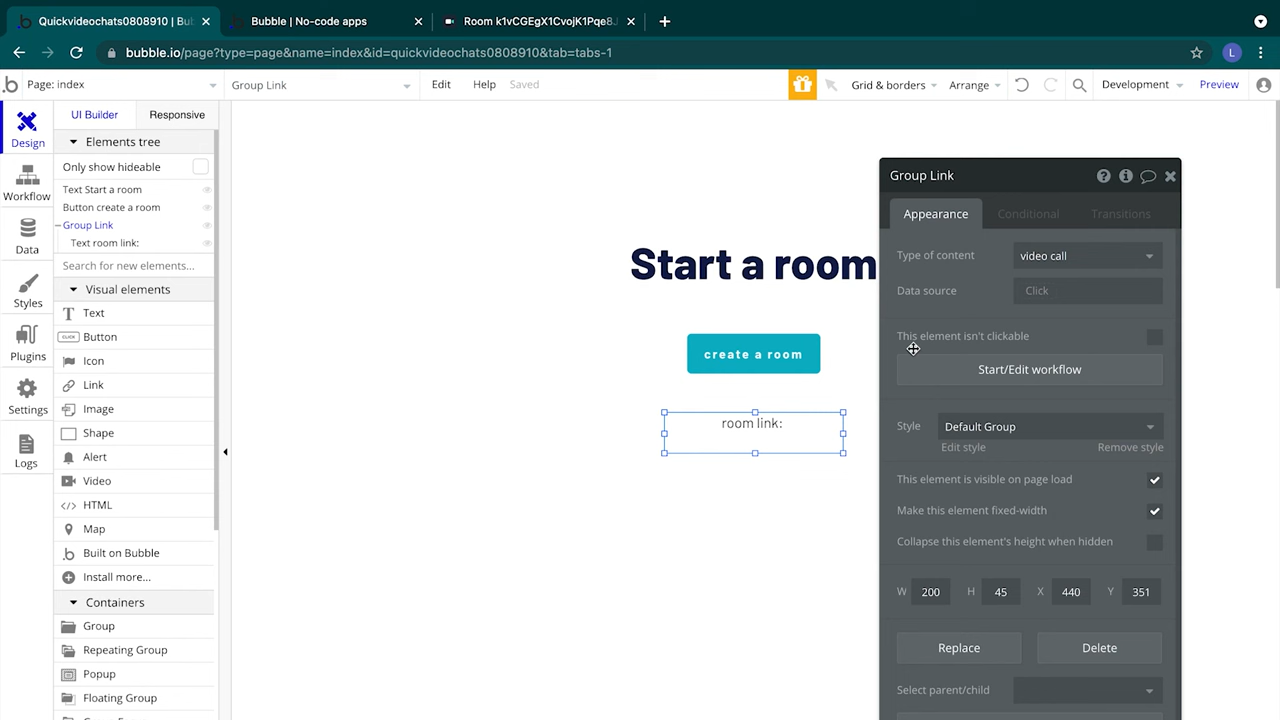 Quickvideochats0808910 | Bu
Bubble | No-code apps
Room k1vCGEgX1CvojK1Pqe8J
bubble.io/page?type=page&name=index&id=quickvideochats0808910&tab=tabs-1
L
b
Page: index
Group Link
Edit
Help
Saved
Grid & borders
Arrange
Development
Preview
Design
Workflow
Data
Styles
Plugins
Settings
Logs
UI Builder
Responsive
Elements tree
Only show hideable
Text Start a room
Button create a room
Group Link
Text room link:
Search for new elements...
Visual elements
T Text
CLICK Button
Icon
Link
Image
Shape
Alert
Video
</> HTML
Map
Built on Bubble
Install more...
Containers
Group
Repeating Group
Popup
Floating Group
Start a room
create a room
room link:
Group Link
Appearance
Conditional
Transitions
Type of content
video call
Data source
Click
This element isn't clickable
Start/Edit workflow
Style
Default Group
Edit style
Remove style
This element is visible on page load
Make this element fixed-width
Collapse this element's height when hidden
W 200 H 45 X 440 Y 351
Replace
Delete
Select parent/child